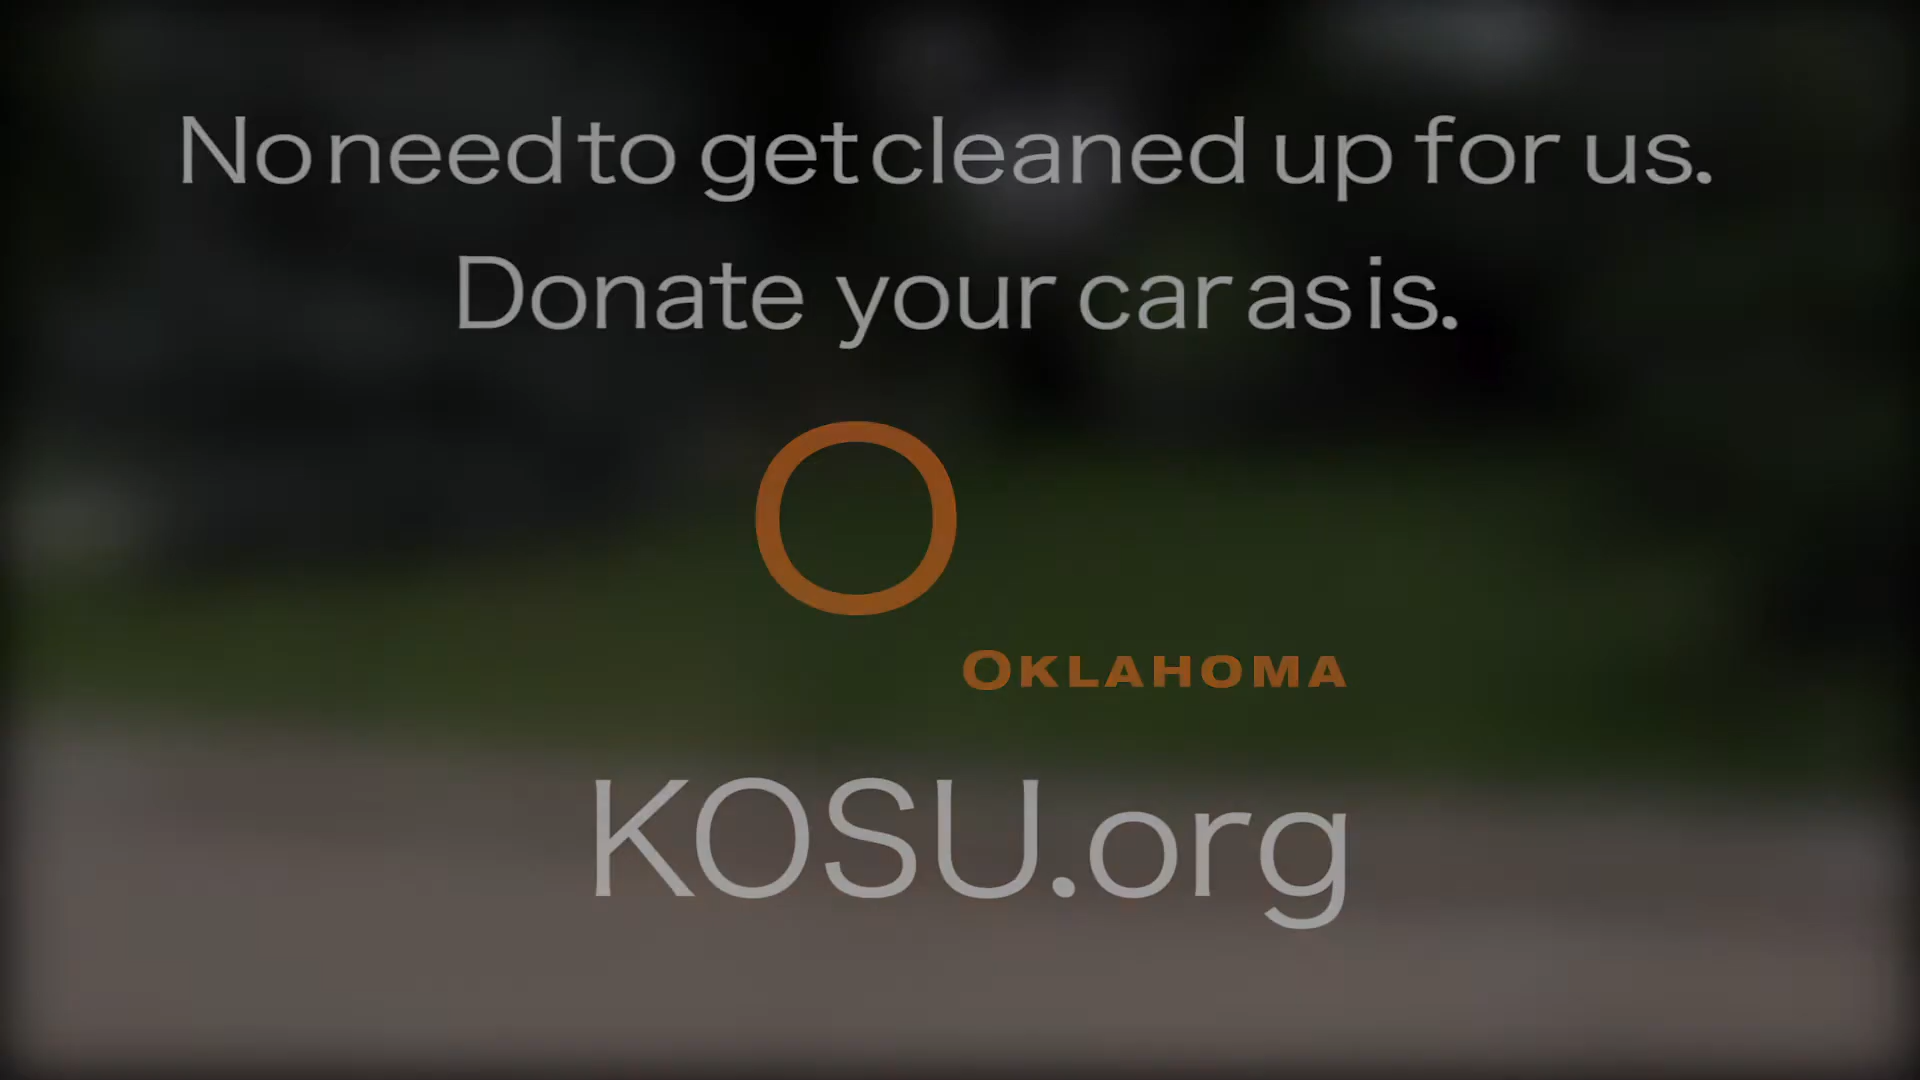 No need to get cleaned up for us.
Donate your car as is.
O
OKLAHOMA
KOSU.org